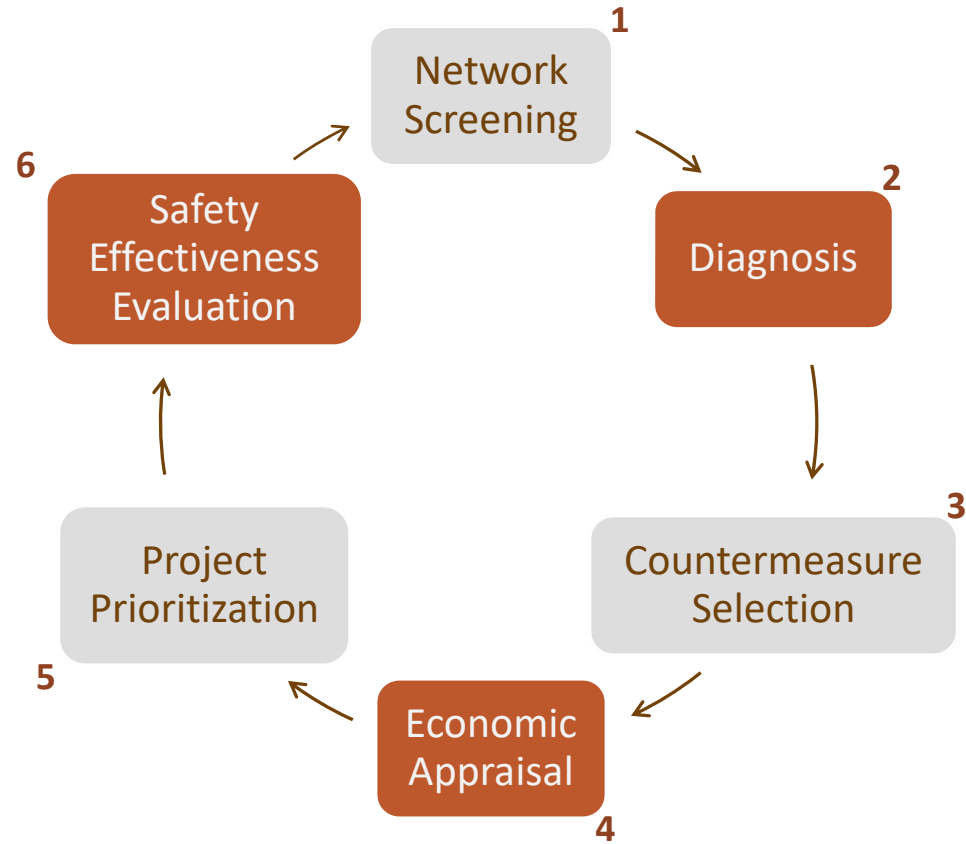 1
Network
Screening
2
Diagnosis
3
Countermeasure
Selection
4
Economic
Appraisal
5
Project
Prioritization
6
Safety
Effectiveness
Evaluation